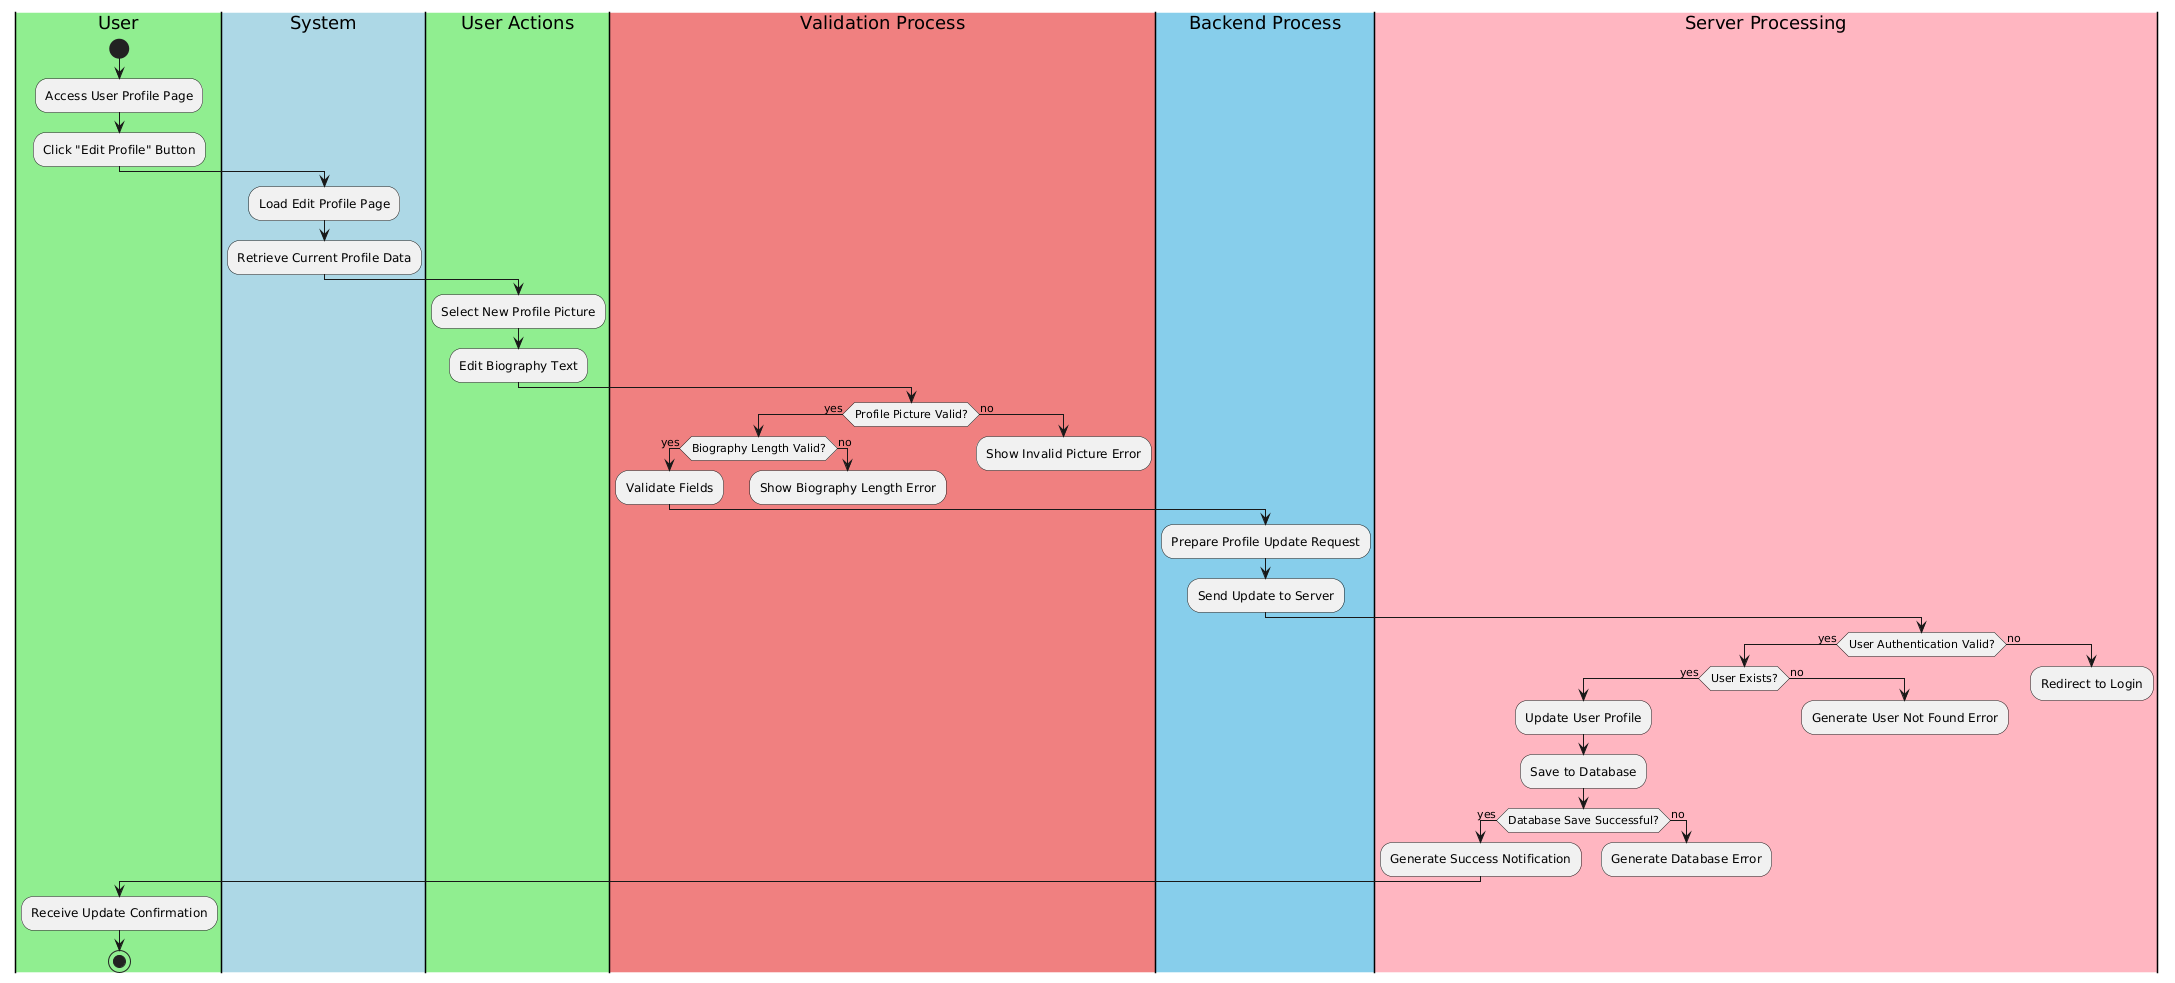 User
System
User Actions
Validation Process
Backend Process
Server Processing
Access User Profile Page
Click "Edit Profile" Button
Load Edit Profile Page
Retrieve Current Profile Data
Select New Profile Picture
Edit Biography Text
yes
Profile Picture Valid?
no
yes
Biography Length Valid?
no
Show Invalid Picture Error
Validate Fields
Show Biography Length Error
Prepare Profile Update Request
Send Update to Server
yes
User Authentication Valid?
no
yes
User Exists?
no
Redirect to Login
Update User Profile
Generate User Not Found Error
Save to Database
yes
Database Save Successful?
no
Generate Success Notification
Generate Database Error
Receive Update Confirmation